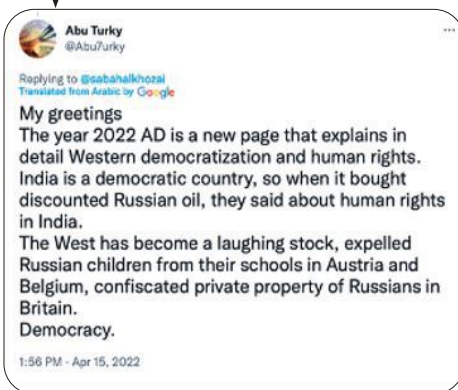 Abu Turky
@Abu7urky
Replying to @sabahalkhozai
Translated from Arabic by Google
My greetings
The year 2022 AD is a new page that explains in
detail Western democratization and human rights.
India is a democratic country, so when it bought
discounted Russian oil, they said about human rights
in India.
The West has become a laughing stock, expelled
Russian children from their schools in Austria and
Belgium, confiscated private property of Russians in
Britain.
Democracy.
1:56 PM - Apr 15, 2022